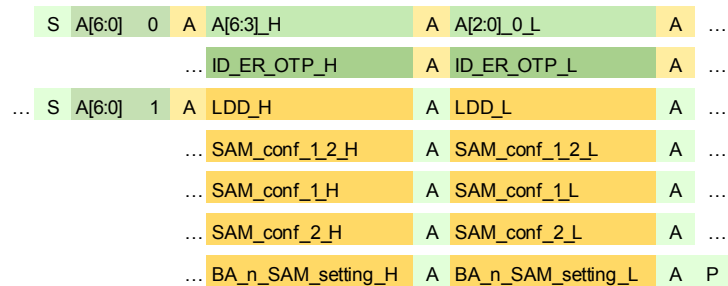 S A[6:0] 0 A A[6:3]_H A A[2:0]_0_L A ...
... ID_ER_OTP_H A ID_ER_OTP_L A ...
... S A[6:0] 1 A LDD_H A LDD_L A ...
... SAM_conf_1_2_H A SAM_conf_1_2_L A ...
... SAM_conf_1_H A SAM_conf_1_L A ...
... SAM_conf_2_H A SAM_conf_2_L A ...
... BA_n_SAM_setting_H A BA_n_SAM_setting_L A P